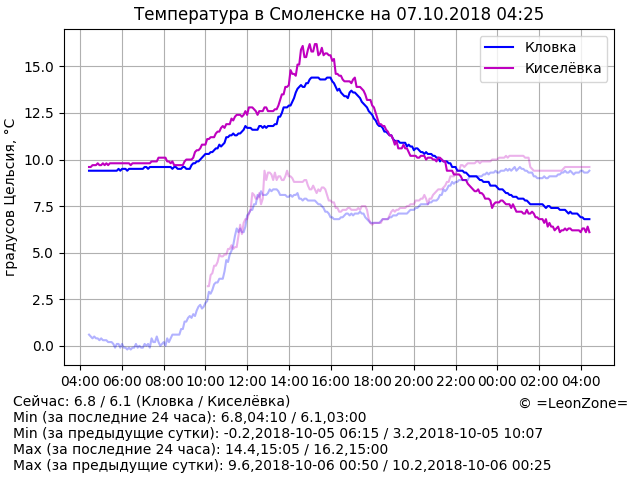 Температура в Смоленске на 07.10.2018 04:25
Кловка
Киселёвка
градусов Цельсия, °C
15.0
12.5
10.0
7.5
5.0
2.5
0.0
04:00 06:00 08:00 10:00 12:00 14:00 16:00 18:00 20:00 22:00 00:00 02:00 04:00
Сейчас: 6.8 / 6.1 (Кловка / Киселёвка)
© =LeonZone=
Min (за последние 24 часа): 6.8,04:10 / 6.1,03:00
Min (за предыдущие сутки): -0.2,2018-10-05 06:15 / 3.2,2018-10-05 10:07
Max (за последние 24 часа): 14.4,15:05 / 16.2,15:00
Max (за предыдущие сутки): 9.6,2018-10-06 00:50 / 10.2,2018-10-06 00:25